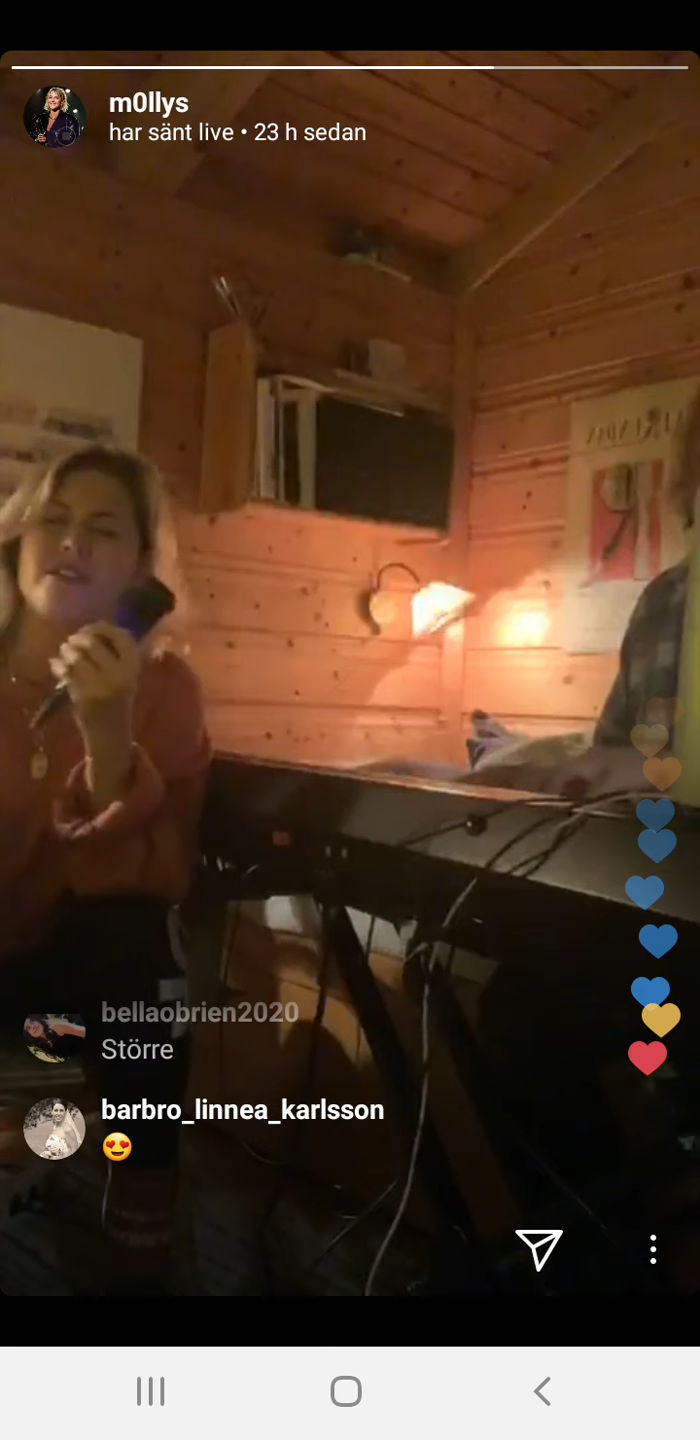 m0llys
har sänt live • 23 h sedan
bellaobrien2020
Större
barbro_linnea_karlsson
😍